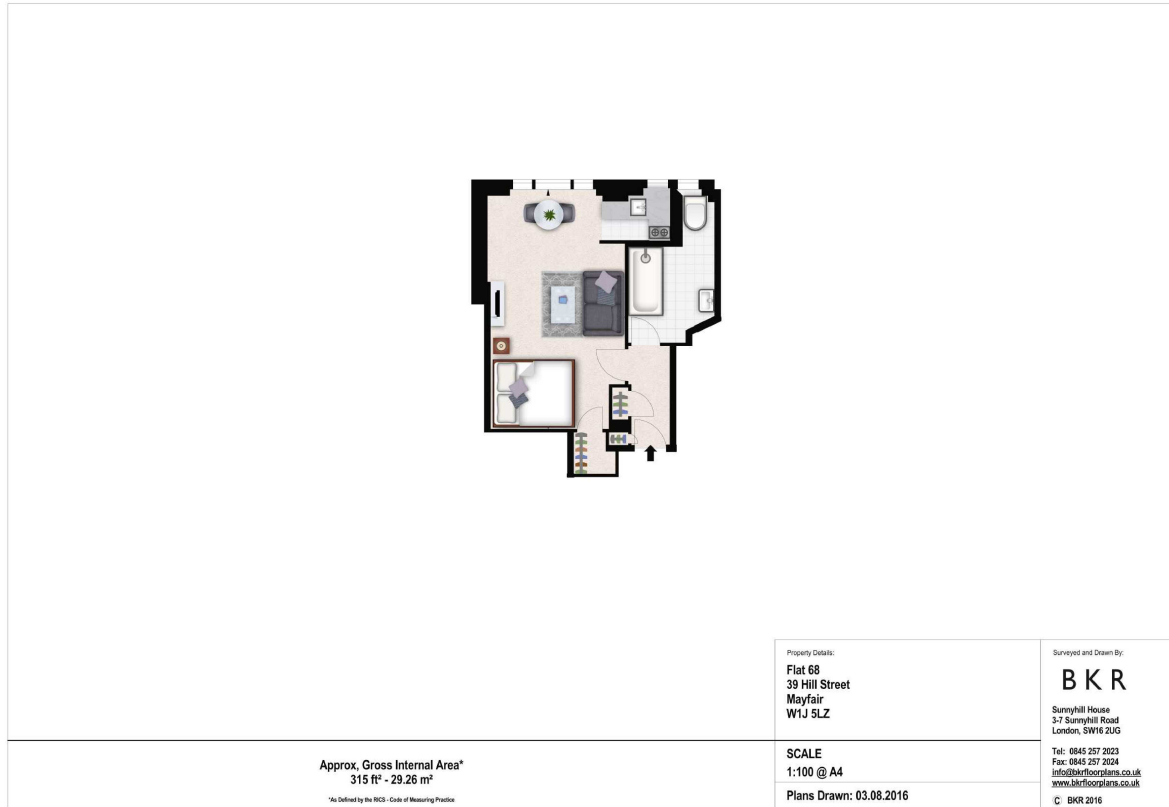 Property Details:
Flat 68
39 Hill Street
Mayfair
W1J 5LZ
Surveyed and Drawn By:
BKR
Sunnyhill House
3-7 Sunnyhill Road
London, SW16 2UG
Tel: 0845 257 2023
Fax: 0845 257 2024
info@bkrfloorplans.co.uk
www.bkrfloorplans.co.uk
C BKR 2016
Approx, Gross Internal Area*
315 ft² - 29.26 m²
*As Defined by the RICS - Code of Measuring Practice
SCALE
1:100 @ A4
Plans Drawn: 03.08.2016